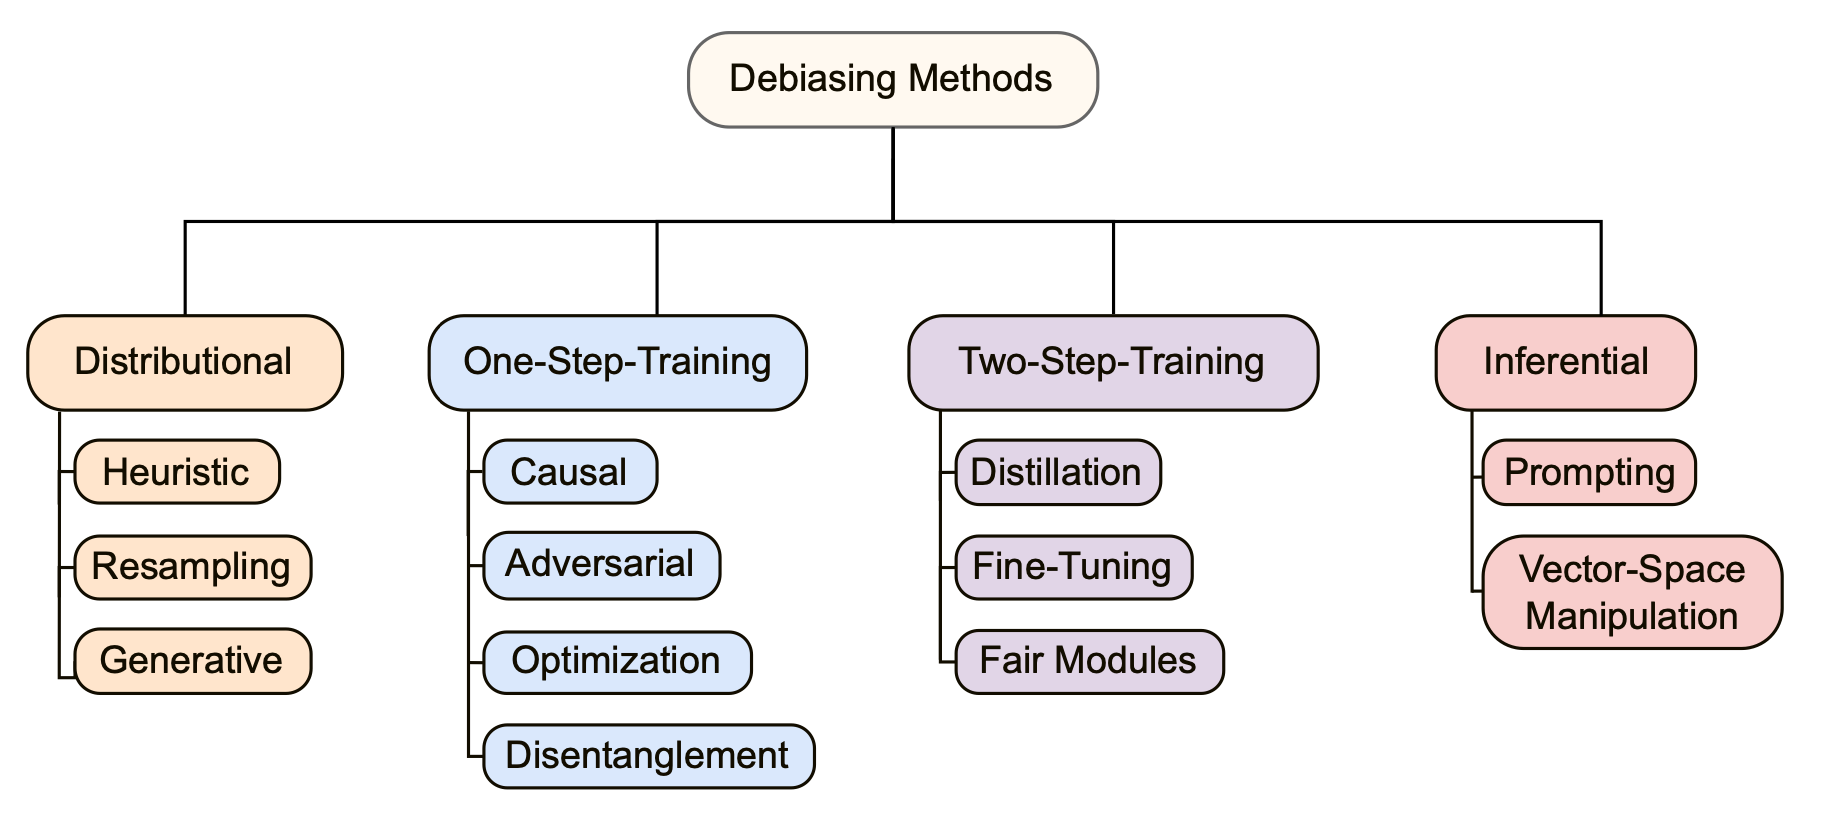 Debiasing Methods
Distributional
Heuristic
Resampling
Generative
One-Step-Training
Causal
Adversarial
Optimization
Disentanglement
Two-Step-Training
Distillation
Fine-Tuning
Fair Modules
Inferential
Prompting
Vector-Space
Manipulation